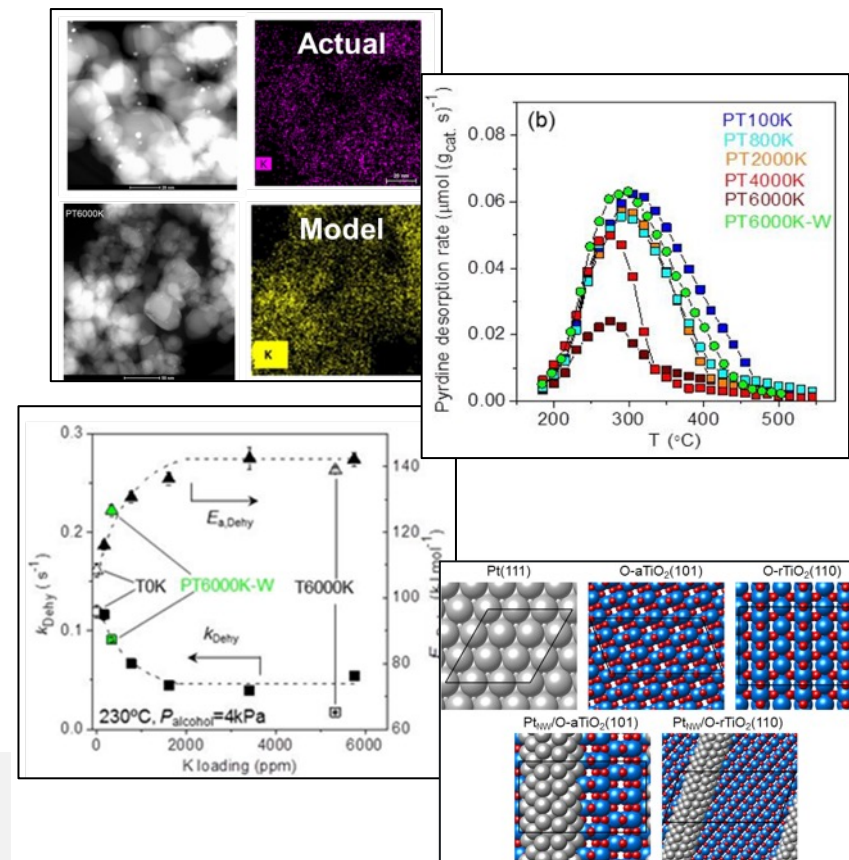 Actual
K
PT6000K
Model
K
(b)
PT100K
PT800K
PT2000K
PT4000K
PT6000K
PT6000K-W
Pyrdine desorption rate (μmol (gcat. s)⁻¹
0.08
0.06
0.04
0.02
0.00
200 300 400 500
T (°C)
0.3
0.2
0.1
0.0
kDehy (s⁻¹)
140
120
100
80
60
(kJ mol⁻¹)
Ea,Dehy
T0K PT6000K-W T6000K
kDehy
230°C, Palcohol=4kPa
0 2000 4000 6000
K loading (ppm)
Pt(111) O-aTiO₂(101) O-rTiO₂(110)
PtNW/O-aTiO₂(101) PtNW/O-rTiO₂(110)